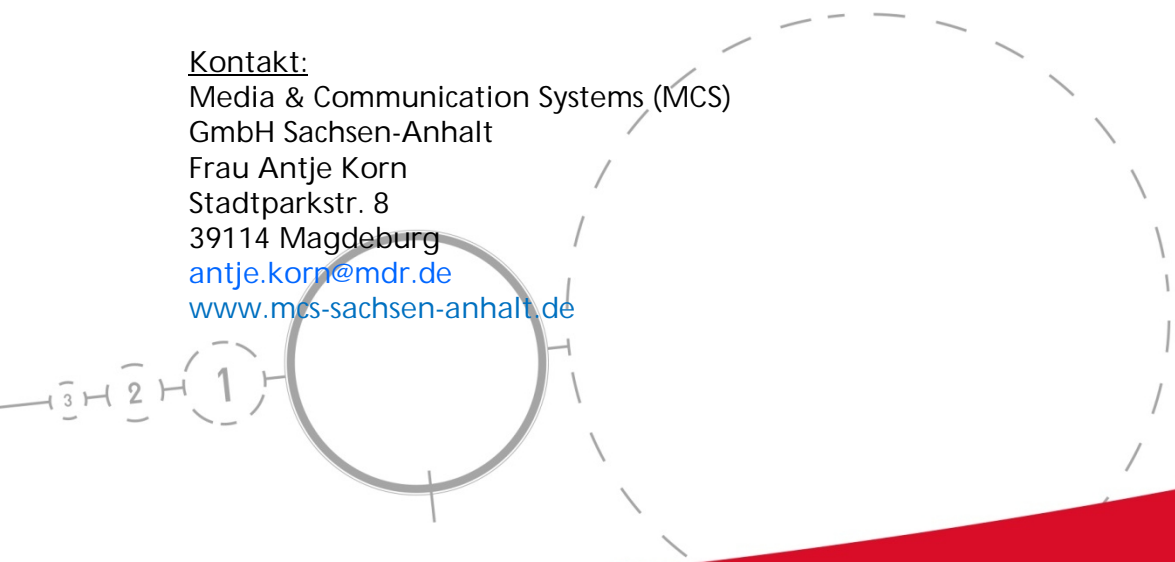 Kontakt:
Media & Communication Systems (MCS)
GmbH Sachsen-Anhalt
Frau Antje Korn
Stadtparkstr. 8
39114 Magdeburg
antje.korn@mdr.de
www.mcs-sachsen-anhalt.de
3 2 1